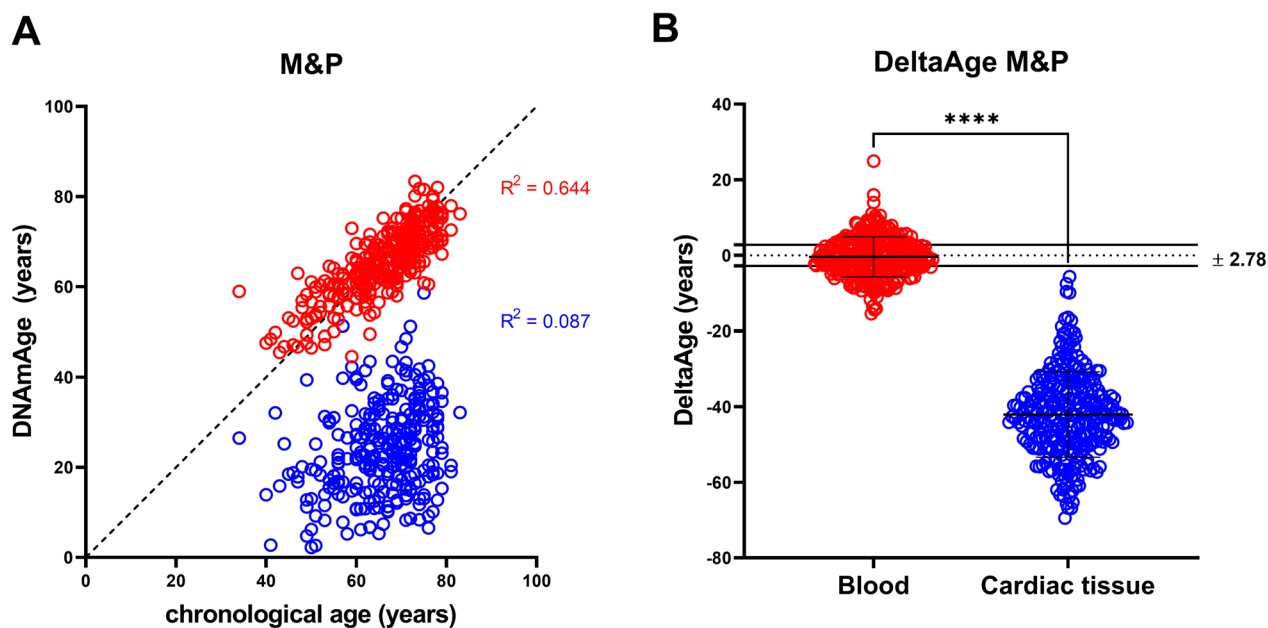 A
M&P
100
80
60
40
20
0
0 20 40 60 80 100
DNAmAge (years)
chronological age (years)
R² = 0.644
R² = 0.087
B
DeltaAge M&P
40
20
0
-20
-40
-60
-80
DeltaAge (years)
****
± 2.78
Blood Cardiac tissue